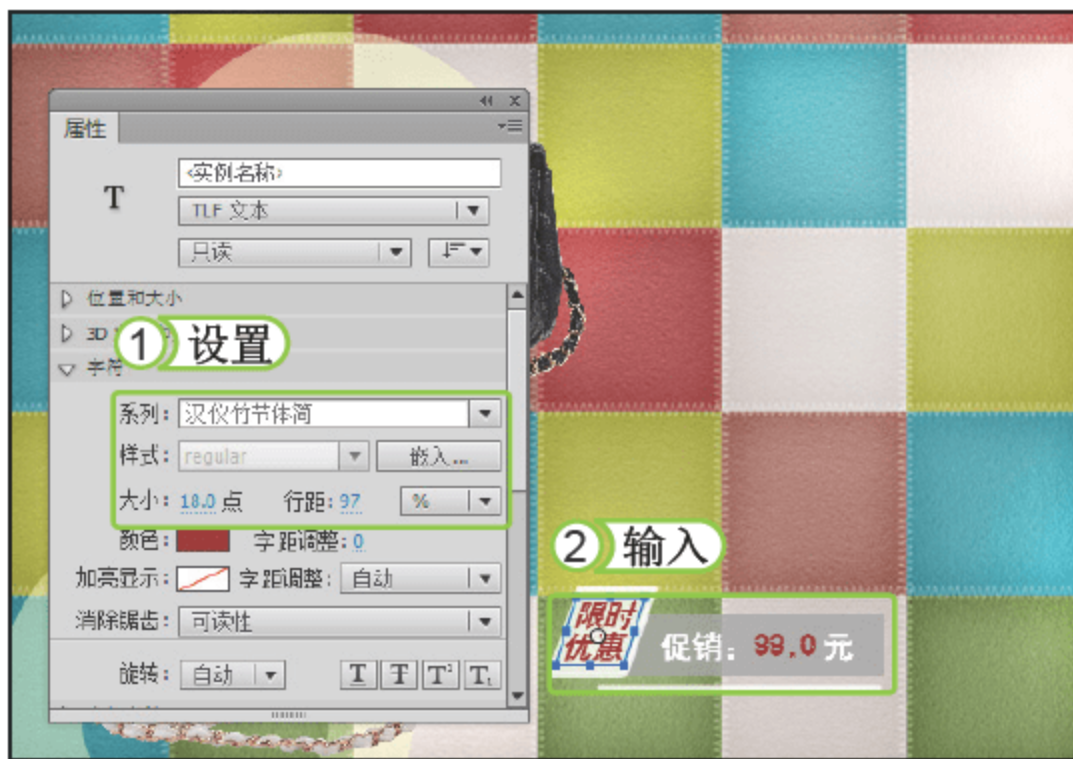 属性
<实例名称>
T
TLF 文本
只读
位置和大小
3D
① 设置
字符
系列: 汉仪竹节体简
样式: regular 嵌入...
大小: 18.0 点 行距: 97 %
颜色: 字距调整: 0
加亮显示: 字距调整: 自动
消除锯齿: 可读性
旋转: 自动 T T T¹ T₁
② 输入
限时
优惠
促销: 99.0 元